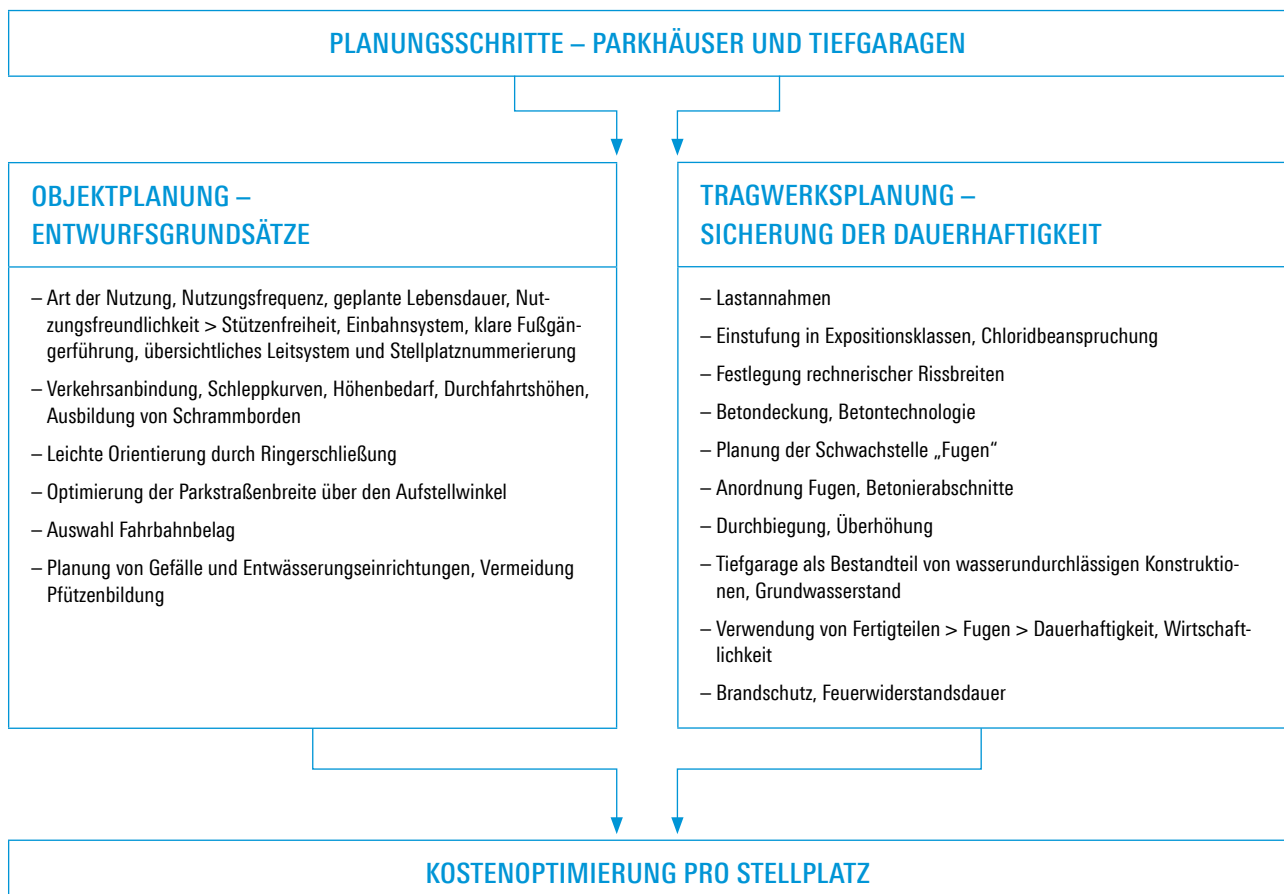 PLANUNGSSCHRITTE – PARKHÄUSER UND TIEFGARAGEN
OBJEKTPLANUNG –
ENTWURFSGRUNDSÄTZE
– Art der Nutzung, Nutzungsfrequenz, geplante Lebensdauer, Nut-
zungsfreundlichkeit > Stützenfreiheit, Einbahnsystem, klare Fußgän-
gerführung, übersichtliches Leitsystem und Stellplatznummerierung
– Verkehrsanbindung, Schleppkurven, Höhenbedarf, Durchfahrtshöhen,
Ausbildung von Schrammborden
– Leichte Orientierung durch Ringerschließung
– Optimierung der Parkstraßenbreite über den Aufstellwinkel
– Auswahl Fahrbahnbelag
– Planung von Gefälle und Entwässerungseinrichtungen, Vermeidung
Pfützenbildung
TRAGWERKSPLANUNG –
SICHERUNG DER DAUERHAFTIGKEIT
– Lastannahmen
– Einstufung in Expositionsklassen, Chloridbeanspruchung
– Festlegung rechnerischer Rissbreiten
– Betondeckung, Betontechnologie
– Planung der Schwachstelle „Fugen“
– Anordnung Fugen, Betonierabschnitte
– Durchbiegung, Überhöhung
– Tiefgarage als Bestandteil von wasserundurchlässigen Konstruktio-
nen, Grundwasserstand
– Verwendung von Fertigteilen > Fugen > Dauerhaftigkeit, Wirtschaft-
lichkeit
– Brandschutz, Feuerwiderstandsdauer
KOSTENOPTIMIERUNG PRO STELLPLATZ